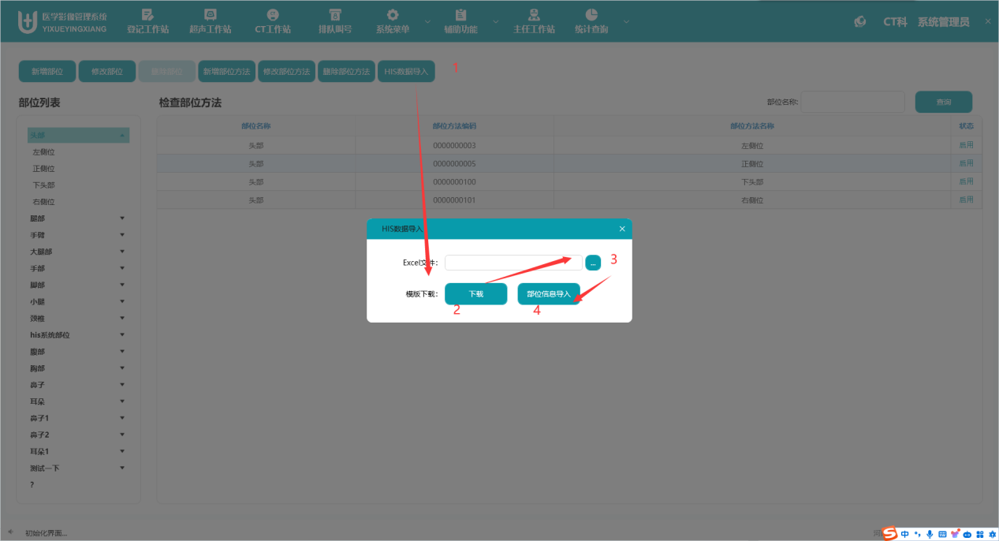 医学影像管理系统
YIXUEYINGXIANG
登记工作站
超声工作站
CT工作站
排队叫号
系统菜单
辅助功能
主任工作站
统计查询
CT科
系统管理员
新增部位
修改部位
删除部位
新增部位方法
修改部位方法
删除部位方法
HIS数据导入
1
部位列表
检查部位方法
部位名称:
查询
头部
左侧位
正侧位
下头部
右侧位
腿部
手臂
大腿部
手部
脚部
小腿
颈椎
his系统部位
腹部
胸部
鼻子
耳朵
鼻子1
鼻子2
耳朵1
测试一下
?
部位名称 部位方法编码 部位方法名称 状态
头部 0000000003 左侧位 启用
头部 0000000005 正侧位 启用
头部 0000000100 下头部 启用
头部 0000000101 右侧位 启用
HIS数据导入
Excel文件:
...
3
模版下载:
下载
部位信息导入
2
4
初始化界面...
中